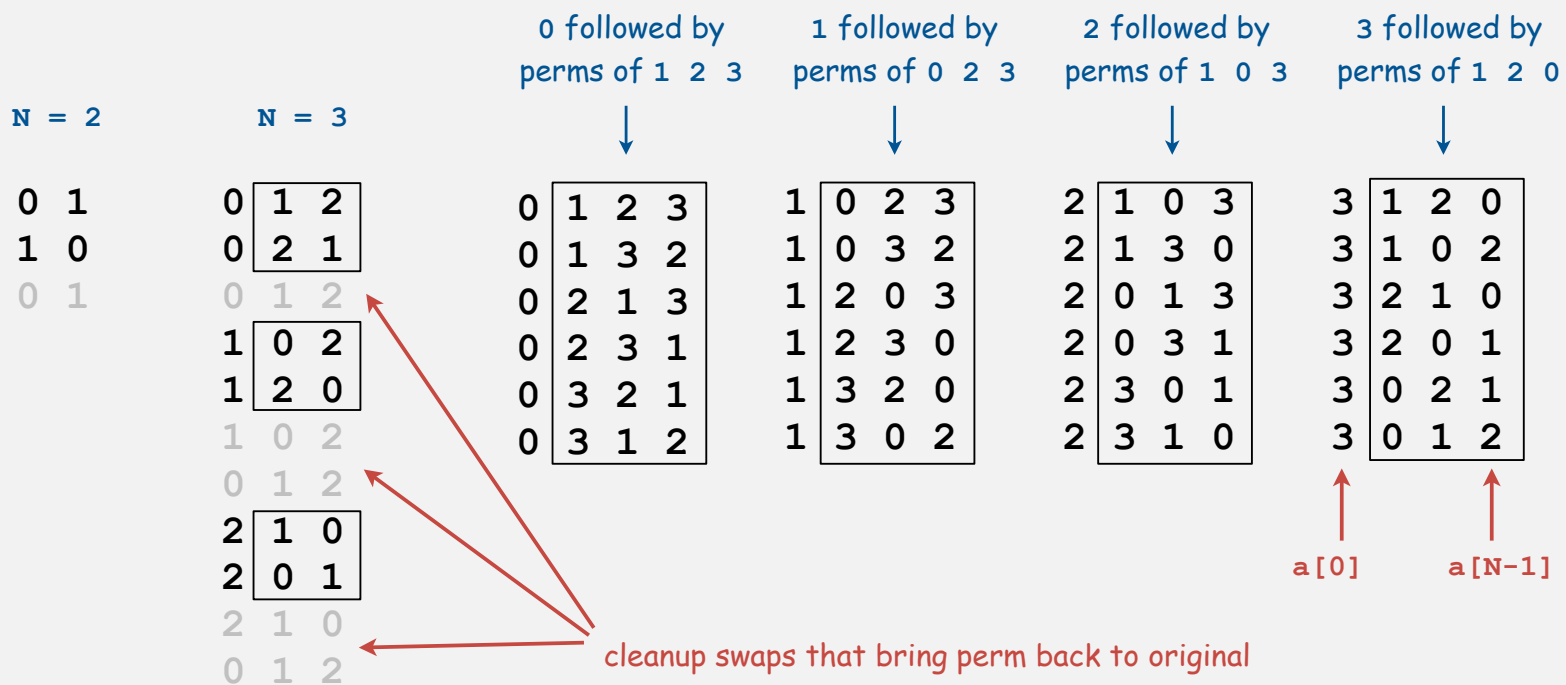 0 followed by
perms of 1 2 3
1 followed by
perms of 0 2 3
2 followed by
perms of 1 0 3
3 followed by
perms of 1 2 0
N = 2
0 1
1 0
0 1
N = 3
0 1 2
0 2 1
0 1 2
1 0 2
1 2 0
1 0 2
0 1 2
2 1 0
2 0 1
2 1 0
0 1 2
0 1 2 3
0 1 3 2
0 2 1 3
0 2 3 1
0 3 2 1
0 3 1 2
1 0 2 3
1 0 3 2
1 2 0 3
1 2 3 0
1 3 2 0
1 3 0 2
2 1 0 3
2 1 3 0
2 0 1 3
2 0 3 1
2 3 0 1
2 3 1 0
3 1 2 0
3 1 0 2
3 2 1 0
3 2 0 1
3 0 2 1
3 0 1 2
a[0]
a[N-1]
cleanup swaps that bring perm back to original